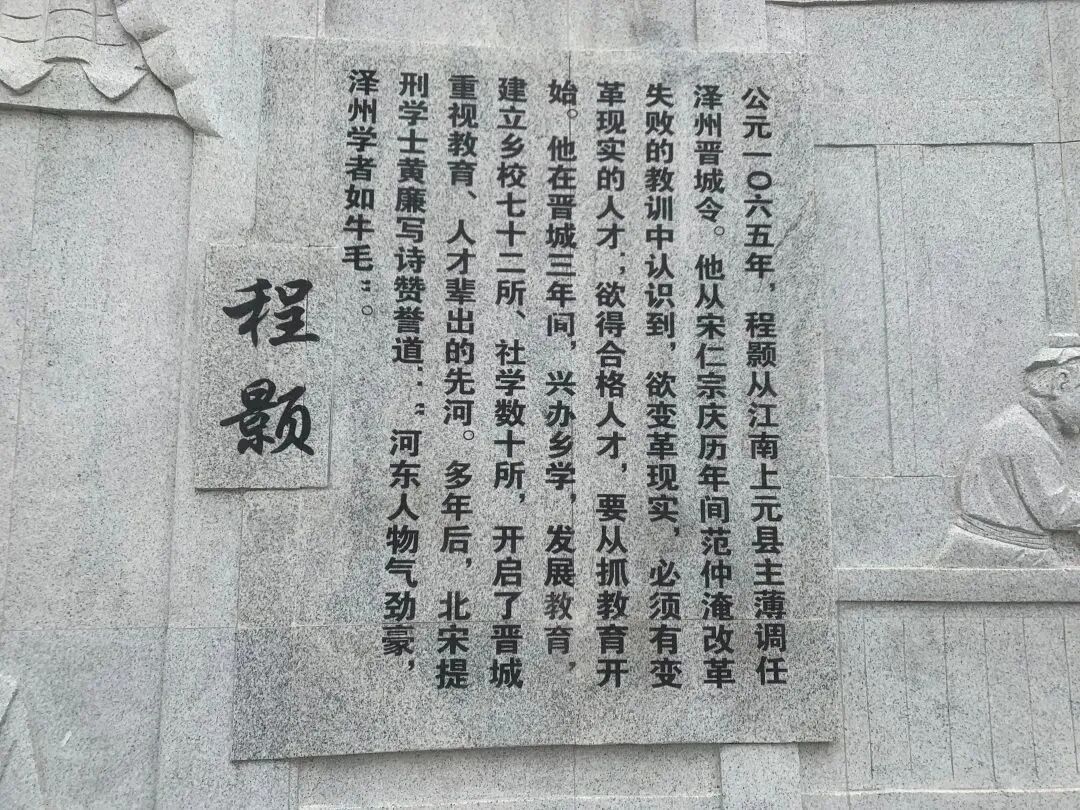 公元一〇六五年，程颢从江南上元县主薄调任
泽州晋城令。他从宋仁宗庆历年间范仲淹改革
失败的教训中认识到，欲变革现实，必须有变
革现实的人才；欲得合格人才，要从抓教育开
始。他在晋城三年间，兴办乡学，发展教育，
建立乡校七十二所、社学数十所，开启了晋城
重视教育、人才辈出的先河。多年后，北宋提
刑学士黄廉写诗赞誉道：“河东人物气劲豪，
泽州学者如牛毛”。
程颢